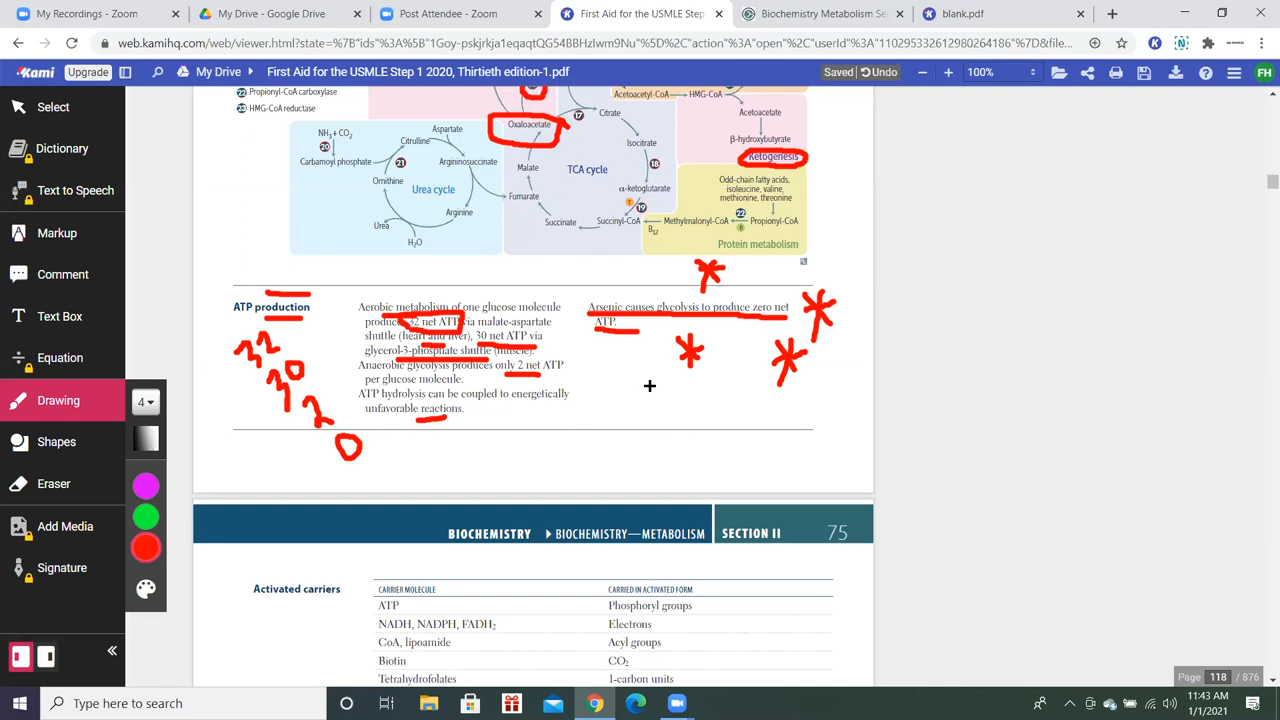 My Drive - Google Drive
Post Attendee - Zoom
First Aid for the USMLE Step
Biochemistry Metabolism Se
blank.pdf
web.kamihq.com/web/viewer.html?state=%7B"ids"%3A%5B"1Goy-pskjrkja1eqaqtOG54BBHzlwm9Nu"%5D%2C"action"%3A"open"%2C"userId"%3A"110295332612980264186"%7D&file...
Kami
Upgrade
My Drive
First Aid for the USMLE Step 1 2020, Thirtieth edition-1.pdf
Saved
Undo
100%
FH
Select
Dictionary
Text to Speech
Markup
Comment
Equation
Drawing
Shapes
Eraser
Add Media
Signature
4
22 Propionyl-CoA carboxylase
23 HMG-CoA reductase
Acetoacetyl-CoA
HMG-CoA
Oxaloacetate
17
Citrate
Acetoacetate
NH₃ + CO₂
Aspartate
Citrulline
20
Isocitrate
β-hydroxybutyrate
Carbamoyl phosphate
21
Argininosuccinate
Malate
TCA cycle
18
Ketogenesis
Ornithine
Urea cycle
Fumarate
α-ketoglutarate
Odd-chain fatty acids,
isoleucine, valine,
methionine, threonine
19
Arginine
Urea
Succinate
Succinyl-CoA
B₁₂
Methylmalonyl-CoA
22
Propionyl-CoA
H₂O
Protein metabolism
ATP production
Aerobic metabolism of one glucose molecule
produces 32 net ATP via malate-aspartate
shuttle (heart and liver), 30 net ATP via
glycerol-3-phosphate shuttle (muscle).
Anaerobic glycolysis produces only 2 net ATP
per glucose molecule.
ATP hydrolysis can be coupled to energetically
unfavorable reactions.
Arsenic causes glycolysis to produce zero net
ATP.
32
30
2
0
BIOCHEMISTRY
BIOCHEMISTRY—METABOLISM
SECTION II
75
Activated carriers
CARRIER MOLECULE
CARRIED IN ACTIVATED FORM
ATP
Phosphoryl groups
NADH, NADPH, FADH₂
Electrons
CoA, lipoamide
Acyl groups
Biotin
CO₂
Tetrahydrofolates
1-carbon units
Page 118 / 876
Type here to search
11:43 AM
1/1/2021